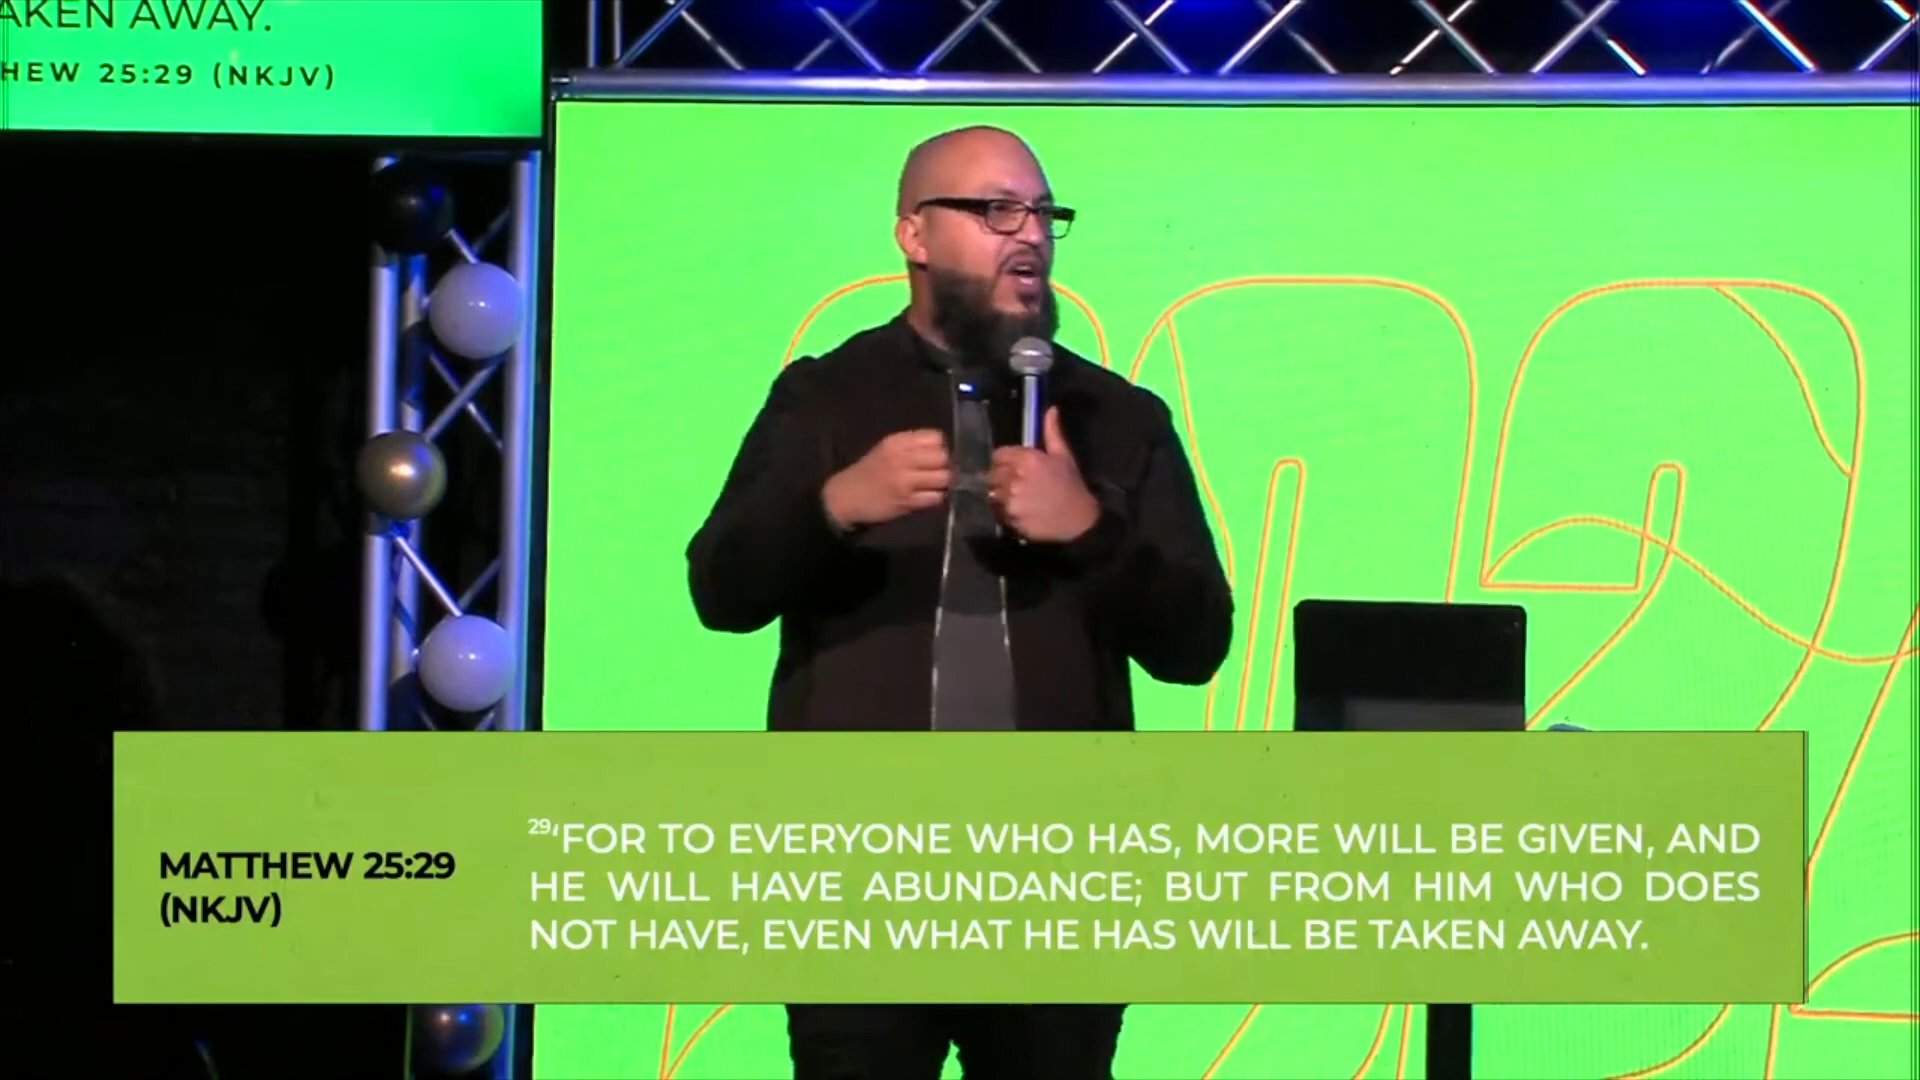 AKEN AWAY.
HEW 25:29 (NKJV)
MATTHEW 25:29
(NKJV)
29‘FOR TO EVERYONE WHO HAS, MORE WILL BE GIVEN, AND
HE WILL HAVE ABUNDANCE; BUT FROM HIM WHO DOES
NOT HAVE, EVEN WHAT HE HAS WILL BE TAKEN AWAY.